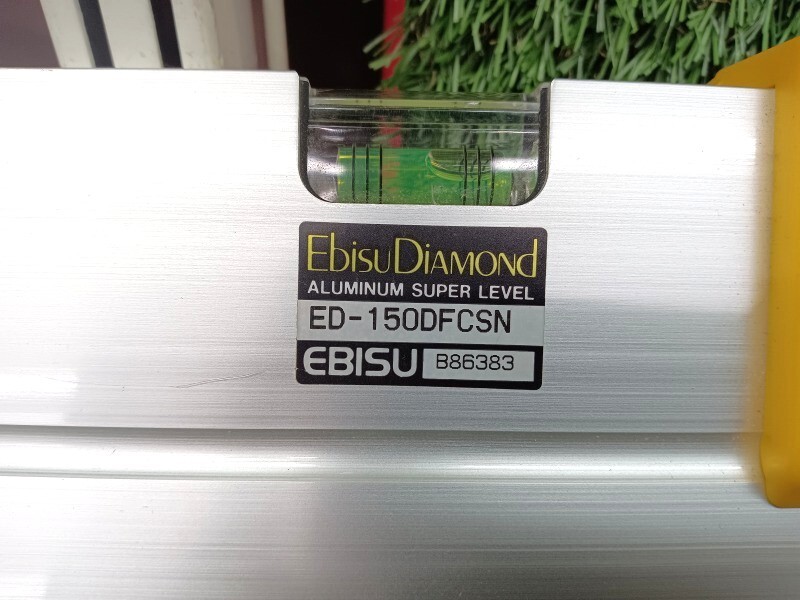 EbisuDiamond
ALUMINUM SUPER LEVEL
ED-150DFCSN
EBISU B86383